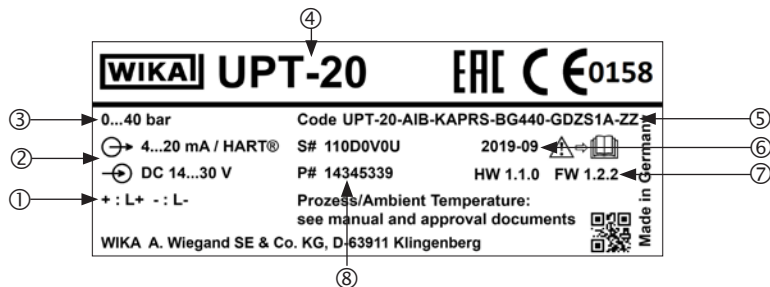 ④
WIKAI UPT-20 EAC CE0158
③ 0...40 bar Code UPT-20-AIB-KAPRS-BG440-GDZS1A-ZZ ⑤
② 4...20 mA / HART® S# 110D0V0U 2019-09 ⑥
DC 14...30 V P# 14345339 HW 1.1.0 FW 1.2.2 ⑦
① + : L+ - : L- Prozess/Ambient Temperature:
see manual and approval documents
WIKA A. Wiegand SE & Co. KG, D-63911 Klingenberg
Made in Germany
⑧